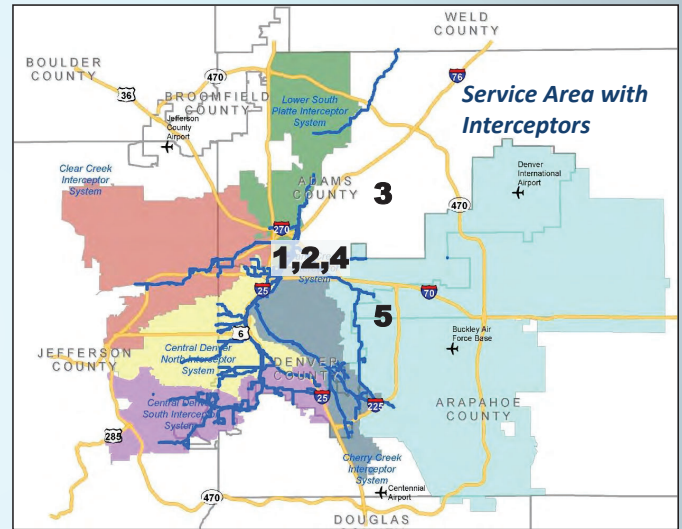 WELD
COUNTY
BOULDER
COUNTY
470
76
36
BROOMFIELD
COUNTY
Lower South
Platte Interceptor
System
Service Area with
Interceptors
Jefferson
County
Airport
Clear Creek
Interceptor
System
Denver
International
Airport
ADAMS
COUNTY
3
470
270
1,2,4
System
25
70
5
6
Buckley Air
Force Base
JEFFERSON
COUNTY
Central Denver
North Interceptor
System
DENVER
COUNTY
25
225
ARAPAHOE
COUNTY
Central Denver
South Interceptor
System
285
Cherry Creek
Interceptor
System
Centennial
Airport
470
DOUGLAS